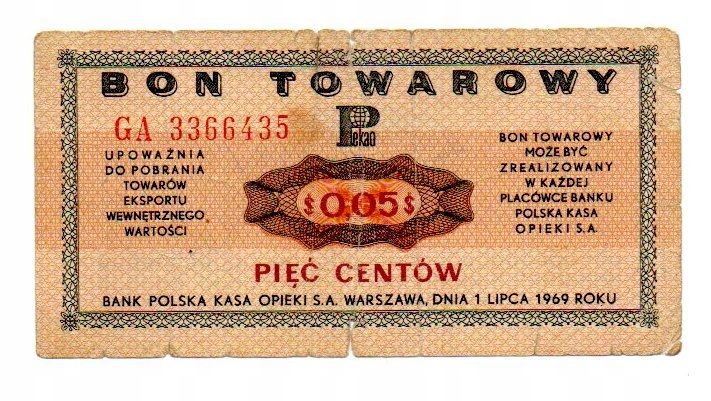 BON TOWAROWY
GA 3366435
Pekao
UPOWAŻNIA
DO POBRANIA
TOWARÓW
EKSPORTU
WEWNĘTRZNEGO
WARTOŚCI
$ 0,05 $
BON TOWAROWY
MOŻE BYĆ
ZREALIZOWANY
W KAŻDEJ
PLACÓWCE BANKU
POLSKA KASA
OPIEKI S.A.
PIĘĆ CENTÓW
BANK POLSKA KASA OPIEKI S.A. WARSZAWA, DNIA 1 LIPCA 1969 ROKU